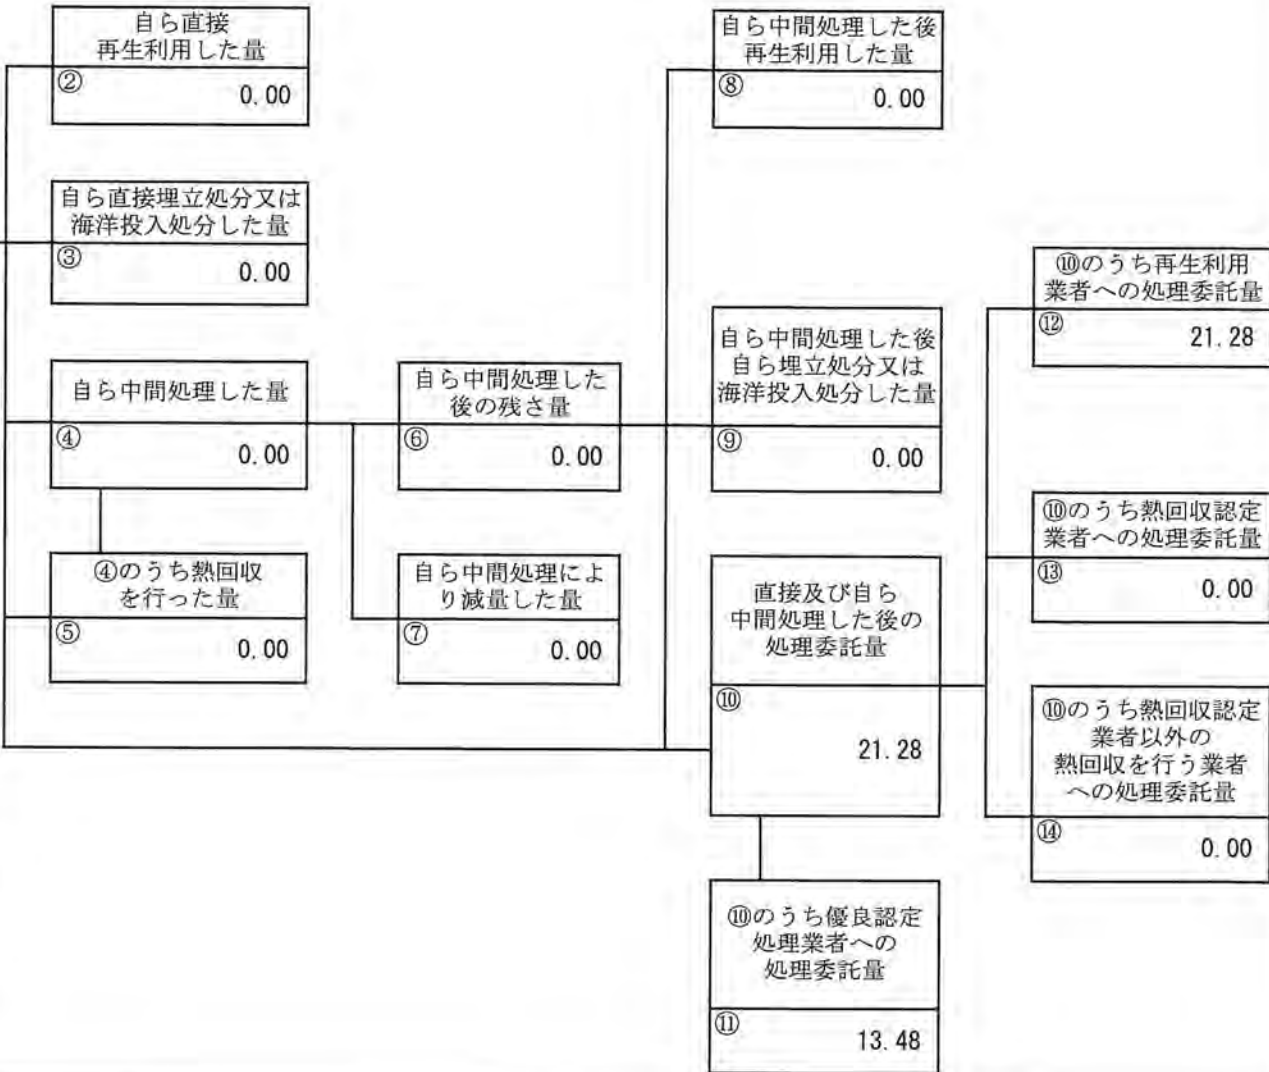 自ら直接
再生利用した量
②
0.00
自ら直接埋立処分又は
海洋投入処分した量
③
0.00
自ら中間処理した量
④
0.00
④のうち熱回収
を行った量
⑤
0.00
自ら中間処理した
後の残さ量
⑥
0.00
自ら中間処理によ
り減量した量
⑦
0.00
自ら中間処理した後
再生利用した量
⑧
0.00
自ら中間処理した後
自ら埋立処分又は
海洋投入処分した量
⑨
0.00
直接及び自ら
中間処理した後の
処理委託量
⑩
21.28
⑩のうち優良認定
処理業者への
処理委託量
⑪
13.48
⑩のうち再生利用
業者への処理委託量
⑫
21.28
⑩のうち熱回収認定
業者への処理委託量
⑬
0.00
⑩のうち熱回収認定
業者以外の
熱回収を行う業者
への処理委託量
⑭
0.00